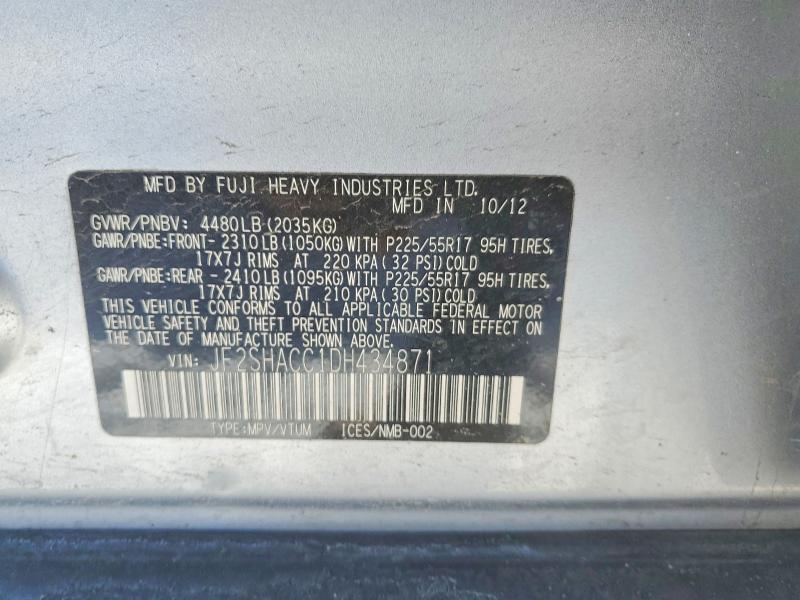 MFD BY FUJI HEAVY INDUSTRIES LTD.
MFD IN 10/12
GVWR/PNBV: 4480LB (2035KG)
GAWR/PNBE:FRONT- 2310LB (1050KG) WITH P225/55R17 95H TIRES,
17X7J RIMS AT 220 KPA (32 PSI) COLD
GAWR/PNBE:REAR - 2410LB (1095KG) WITH P225/55R17 95H TIRES,
17X7J RIMS AT 210 KPA (30 PSI) COLD
THIS VEHICLE CONFORMS TO ALL APPLICABLE FEDERAL MOTOR
VEHICLE SAFETY AND THEFT PREVENTION STANDARDS IN EFFECT ON
THE DATE OF MANUFACTURE SHOWN ABOVE.
VIN: JF2SHACC1DH434871
TYPE:MPV/VTUM ICES/NMB-002